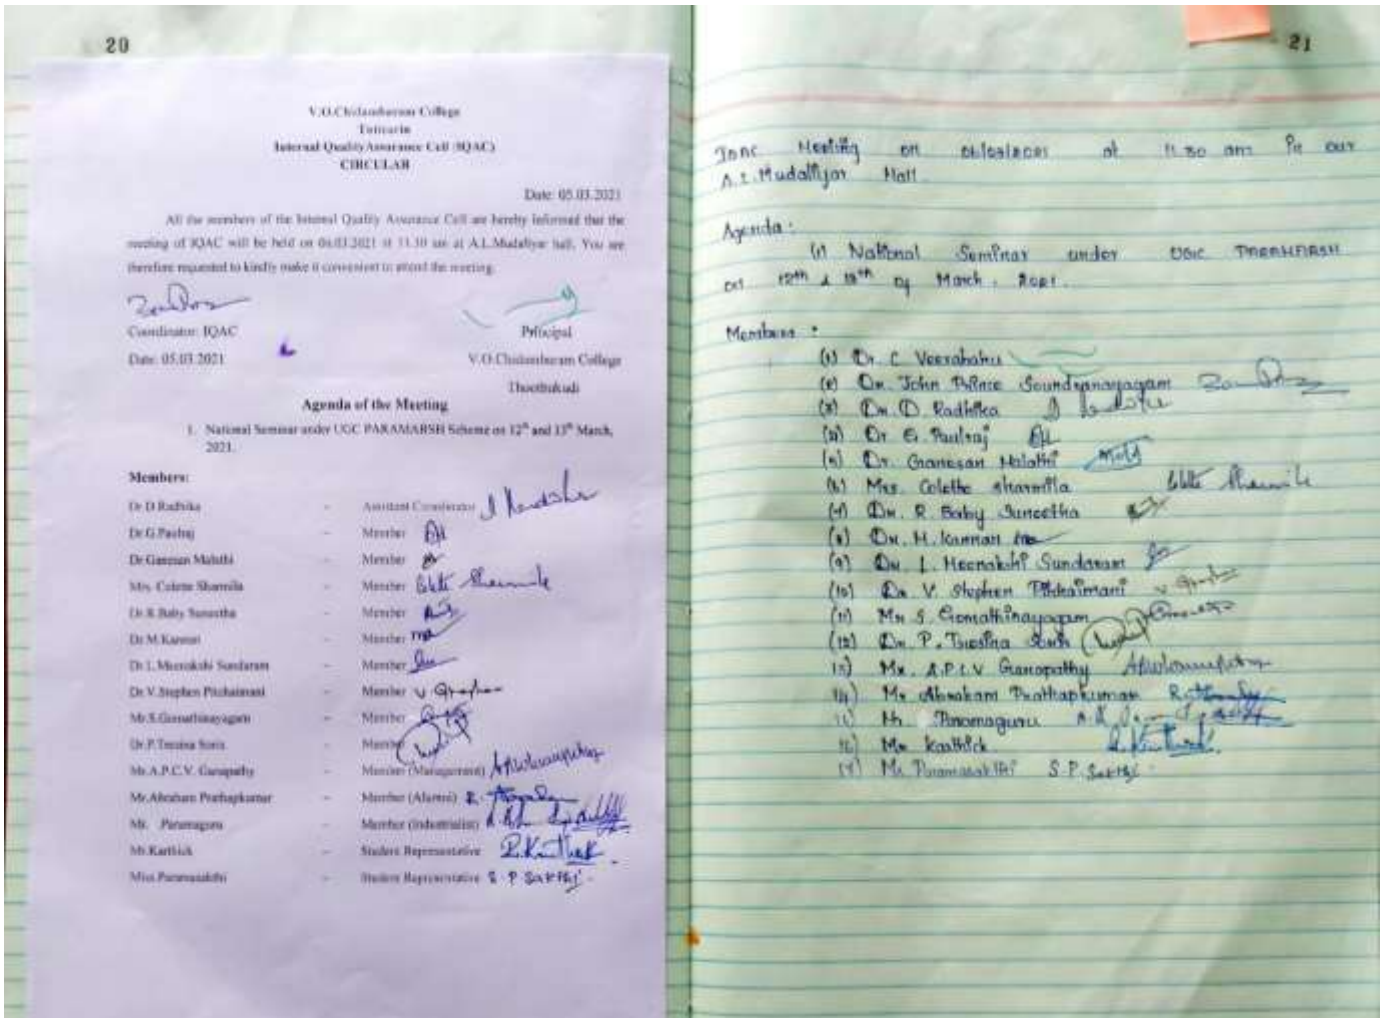 20
V.O.Chidambaram College
Tuticorin
Internal Quality Assurance Cell (IQAC)
CIRCULAR
Date: 05.03.2021
All the members of the Internal Quality Assurance Cell are hereby informed that the
meeting of IQAC will be held on 06.03.2021 at 11.30 am at A.L.Mudaliyar hall. You are
therefore requested to kindly make it convenient to attend the meeting.
Coordinator: IQAC
Principal
Date: 05.03.2021
V.O.Chidambaram College
Thoothukudi
Agenda of the Meeting
1. National Seminar under UGC PARAMARSH Scheme on 12th and 13th March,
2021.
Members:
Dr.D.Radhika - Assistant Coordinator
Dr.G.Paulraj - Member
Dr.Ganesan Malathi - Member
Mrs. Colette Sharmila - Member Colette Sharmila
Dr.R.Baby Suneetha - Member
Dr.M.Kannan - Member
Dr.L.Meenakshi Sundaram - Member
Dr.V.Stephen Pitchaimani - Member V. Stephen
Mr.S.Gomathinayagam - Member
Dr.P.Tresina Soris - Member
Mr.A.P.C.V. Ganapathy - Member (Management)
Mr.Abraham Prathapkumar - Member (Alumni)
Mr. Paramaguru - Member (Industrialist)
Mr.Karthick - Student Representative
Miss.Paramasakthi - Student Representative S.P.Sakthi
21
IQAC Meeting on 06/03/2021 at 11.30 am in our
A.L.Mudaliyar Hall.
Agenda:
(1) National Seminar under UGC PARAMARSH
on 12th & 13th of March, 2021.
Members :
(1) Dr. C Veerabahu
(2) Dr. John Prince Soundranayagam
(3) Dr. D. Radhika
(4) Dr G. Paulraj
(5) Dr. Ganesan Malathi
(6) Mrs. Colette sharmila Colette Sharmila
(7) Dr. R Baby Suneetha
(8) Dr. M. Kannan
(9) Dr. L. Meenakshi Sundaram
(10) Dr. V. Stephen Pitchaimani
(11) Mr S. Gomathinayagam
(12) Dr. P. Tresina Soris
13) Mr. A.P.C.V Ganapathy
14) Mr Abraham Prathapkumar
15) Mr. Paramaguru
16) Mr Karthick
(17) Ms. Paramasakthi S.P.Sakthi